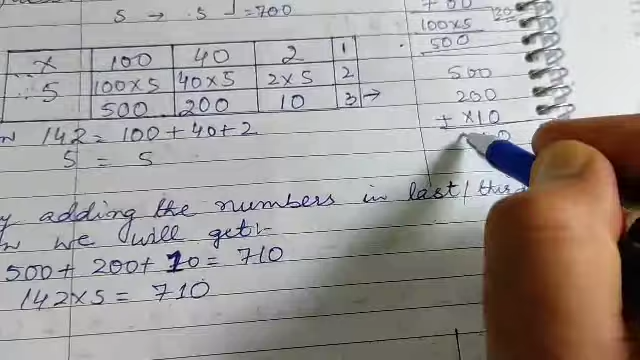 5 → 5 = 700
× 100 40 2 1
5 100×5 40×5 2×5 2
500 200 10 3→
142 = 100 + 40 + 2
5 = 5
adding the numbers in last/
we will get:
500 + 200 + 10 = 710
142×5 = 710
100×5
500
500
200
+ ×10